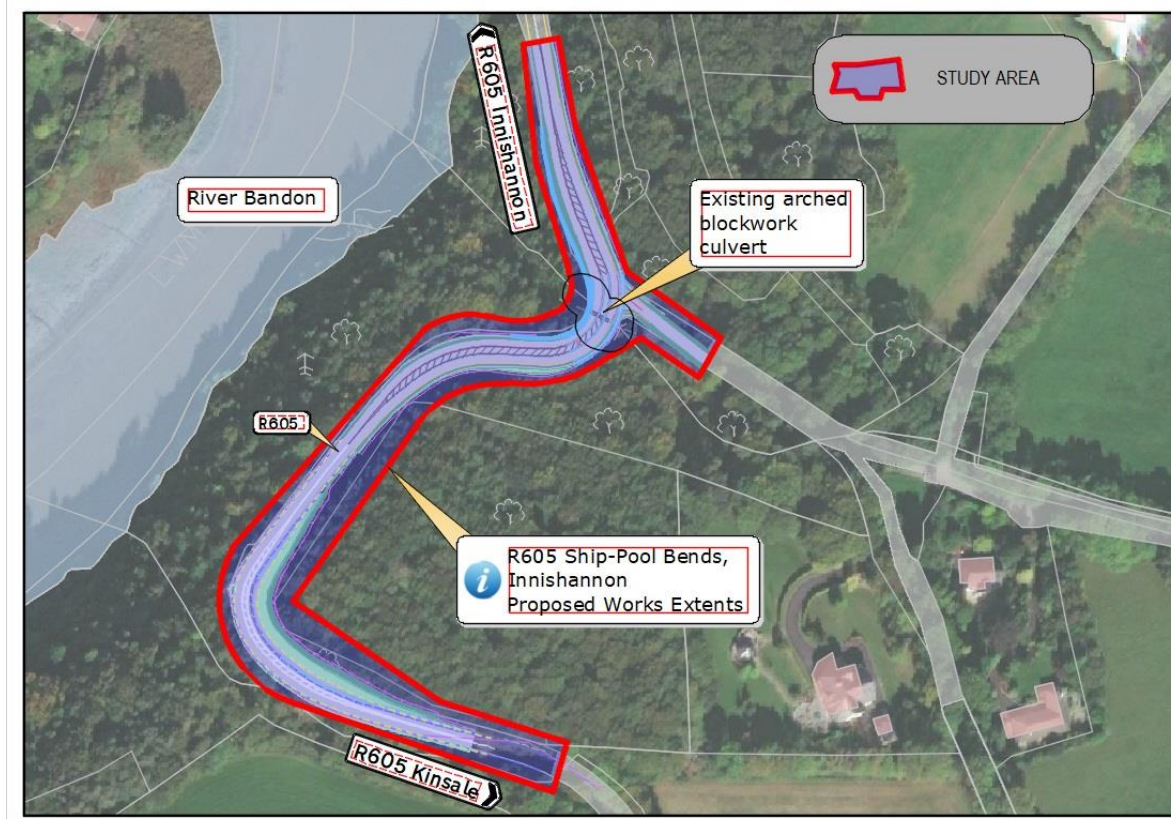 R605 Innishannon
STUDY AREA
River Bandon
Existing arched
blockwork
culvert
R605
R605 Ship-Pool Bends,
Innishannon
Proposed Works Extents
R605 Kinsale